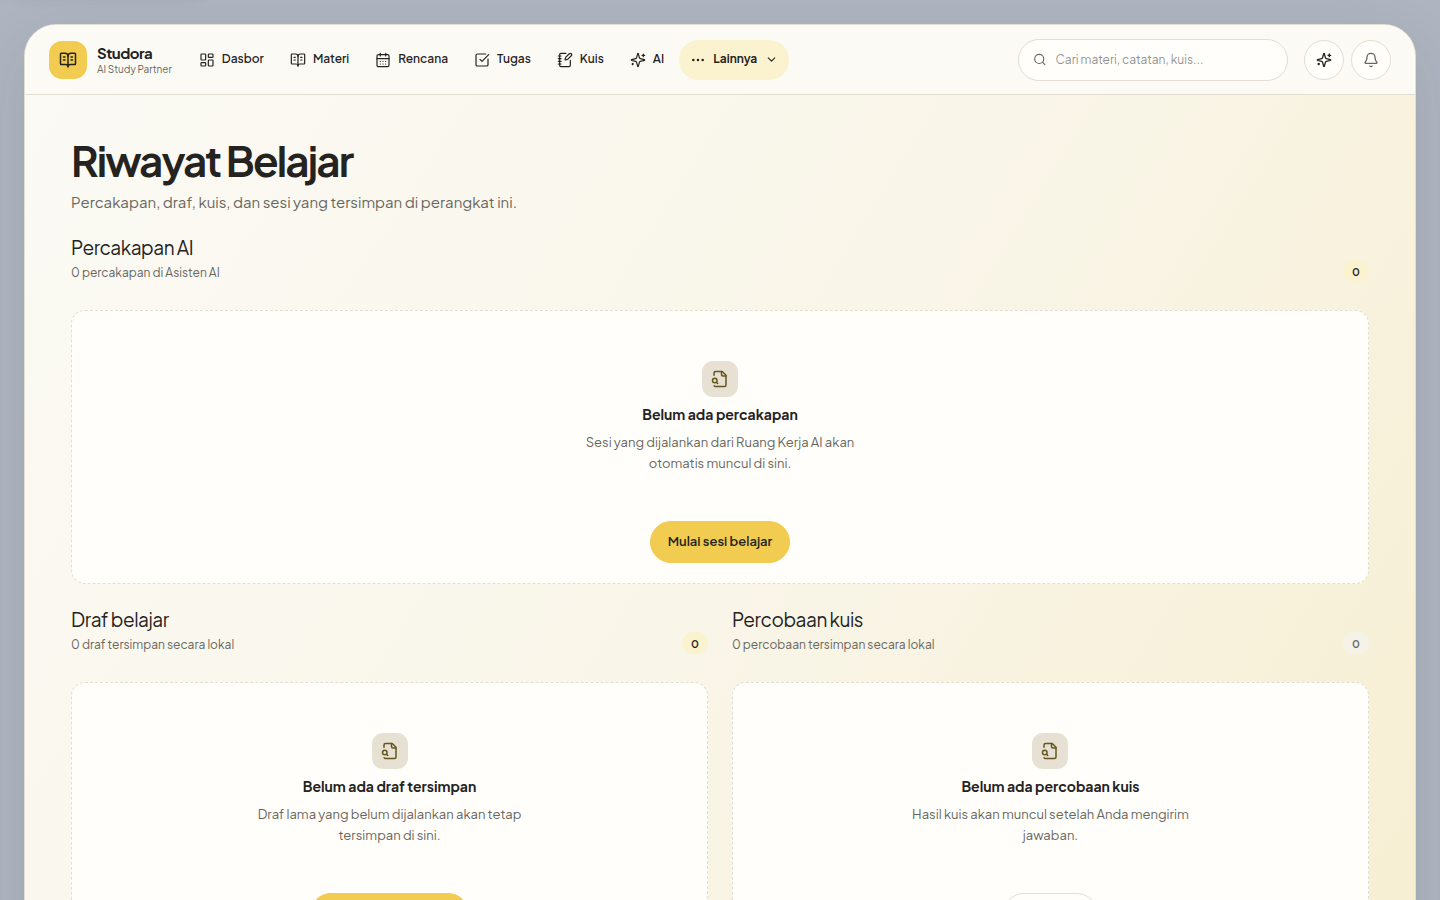 Studora
AI Study Partner
Dasbor
Materi
Rencana
Tugas
Kuis
AI
Lainnya
Cari materi, catatan, kuis...
Riwayat Belajar
Percakapan, draf, kuis, dan sesi yang tersimpan di perangkat ini.
Percakapan AI
0 percakapan di Asisten AI
0
Belum ada percakapan
Sesi yang dijalankan dari Ruang Kerja AI akan
otomatis muncul di sini.
Mulai sesi belajar
Draf belajar
0 draf tersimpan secara lokal
0
Percobaan kuis
0 percobaan tersimpan secara lokal
0
Belum ada draf tersimpan
Draf lama yang belum dijalankan akan tetap
tersimpan di sini.
Belum ada percobaan kuis
Hasil kuis akan muncul setelah Anda mengirim
jawaban.